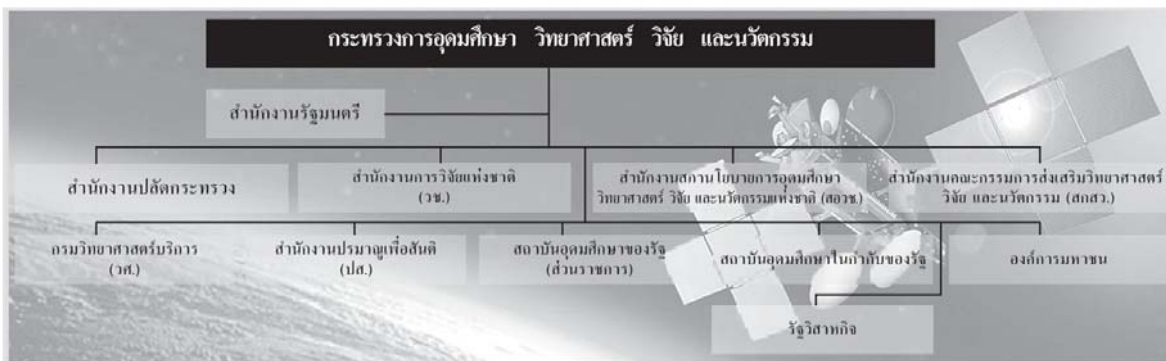 กระทรวงการอุดมศึกษา วิทยาศาสตร์ วิจัย และนวัตกรรม
สำนักงานรัฐมนตรี
สำนักงานปลัดกระทรวง
สำนักงานการวิจัยแห่งชาติ
(วช.)
สำนักงานสภานโยบายการอุดมศึกษา
วิทยาศาสตร์ วิจัย และนวัตกรรมแห่งชาติ (สอวช.)
สำนักงานคณะกรรมการส่งเสริมวิทยาศาสตร์
วิจัย และนวัตกรรม (สกสว.)
กรมวิทยาศาสตร์บริการ
(วศ.)
สำนักงานปรมาณูเพื่อสันติ
(ปส.)
สถาบันอุดมศึกษาของรัฐ
(ส่วนราชการ)
สถาบันอุดมศึกษาในกำกับของรัฐ
องค์การมหาชน
รัฐวิสาหกิจ